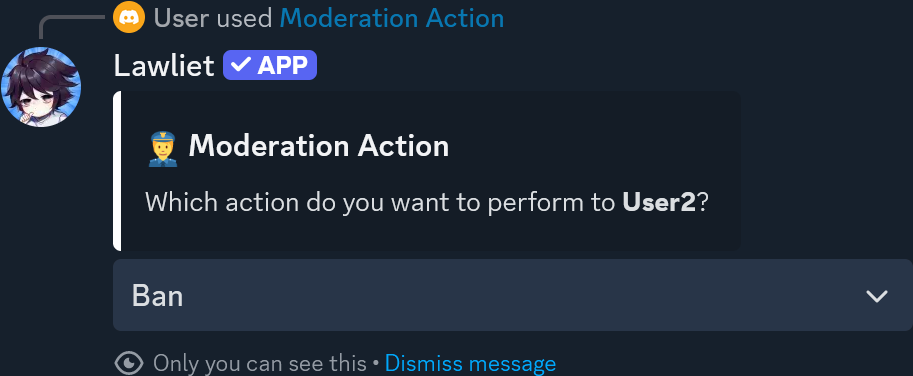 User used Moderation Action
Lawliet APP
Moderation Action
Which action do you want to perform to User2?
Ban
Only you can see this • Dismiss message